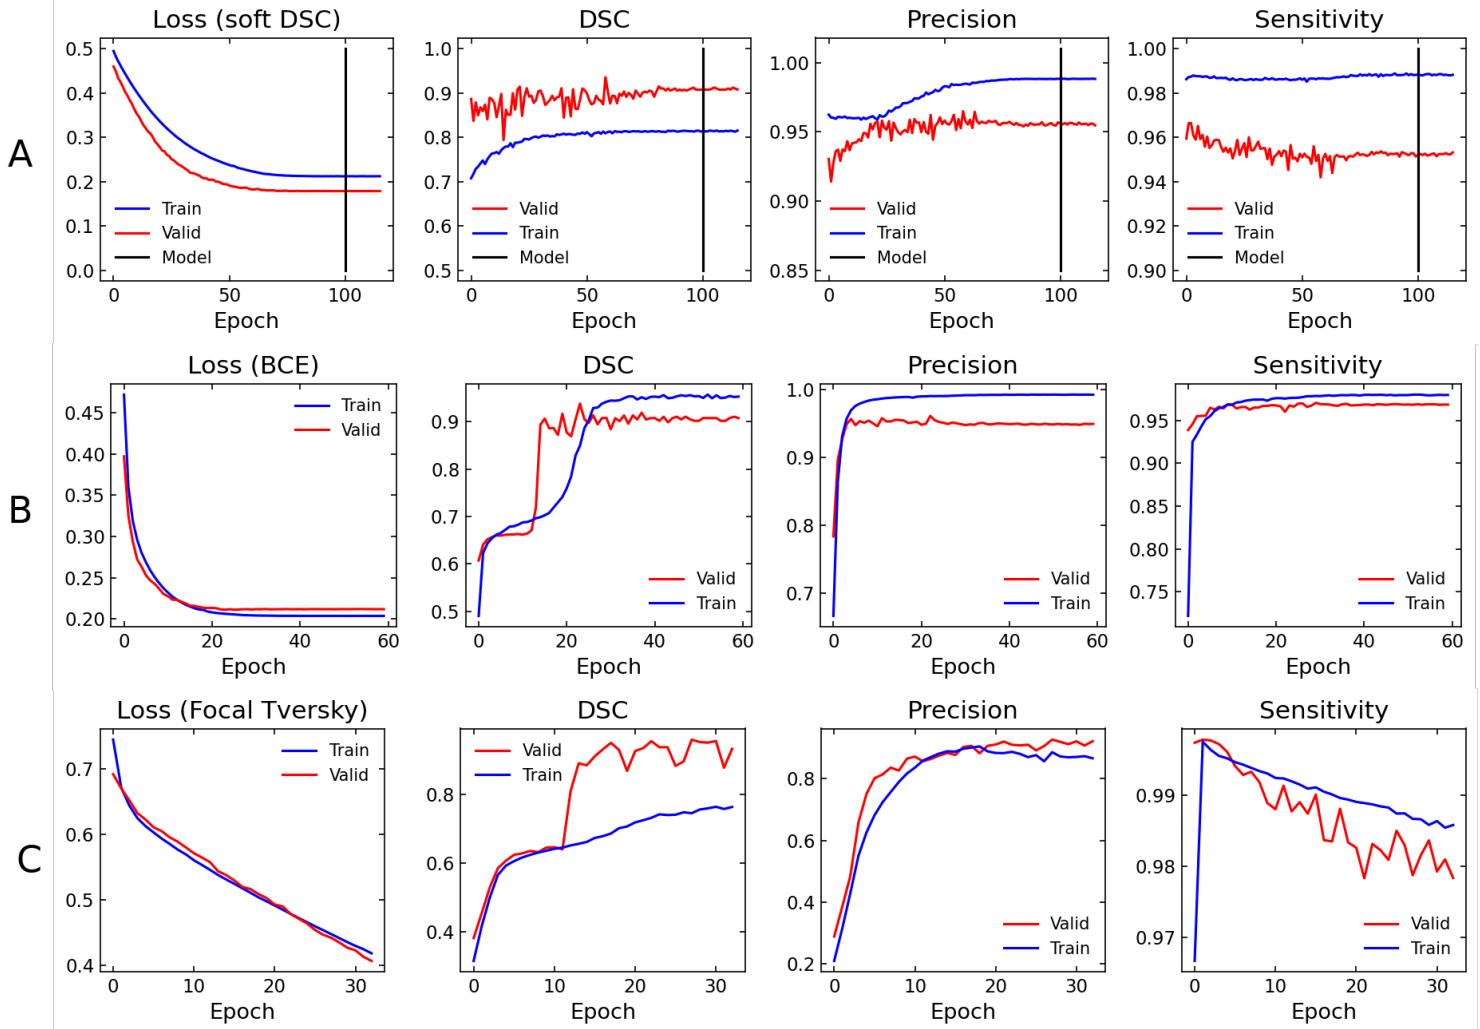 A
Loss (soft DSC)
0.5
0.4
0.3
0.2
0.1
0.0
Train
Valid
Model
0 50 100
Epoch
DSC
1.0
0.9
0.8
0.7
0.6
0.5
Valid
Train
Model
0 50 100
Epoch
Precision
1.00
0.95
0.90
0.85
Valid
Train
Model
0 50 100
Epoch
Sensitivity
1.00
0.98
0.96
0.94
0.92
0.90
Valid
Train
Model
0 50 100
Epoch
B
Loss (BCE)
0.45
0.40
0.35
0.30
0.25
0.20
Train
Valid
0 20 40 60
Epoch
DSC
0.9
0.8
0.7
0.6
0.5
Valid
Train
0 20 40 60
Epoch
Precision
1.0
0.9
0.8
0.7
Valid
Train
0 20 40 60
Epoch
Sensitivity
0.95
0.90
0.85
0.80
0.75
Valid
Train
0 20 40 60
Epoch
C
Loss (Focal Tversky)
0.7
0.6
0.5
0.4
Train
Valid
0 10 20 30
Epoch
DSC
0.8
0.6
0.4
Valid
Train
0 10 20 30
Epoch
Precision
0.8
0.6
0.4
0.2
Valid
Train
0 10 20 30
Epoch
Sensitivity
0.99
0.98
0.97
Valid
Train
0 10 20 30
Epoch